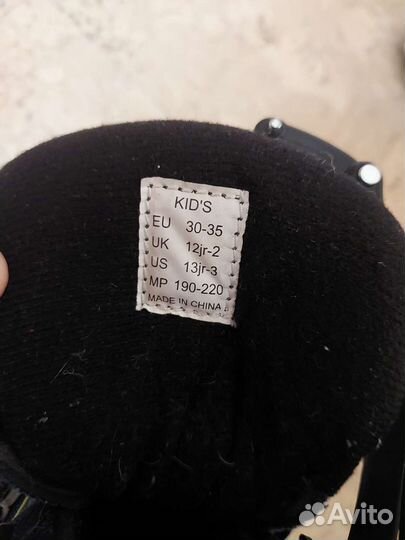 KID'S
EU 30-35
UK 12jr-2
US 13jr-3
MP 190-220
MADE IN CHINA
Avito